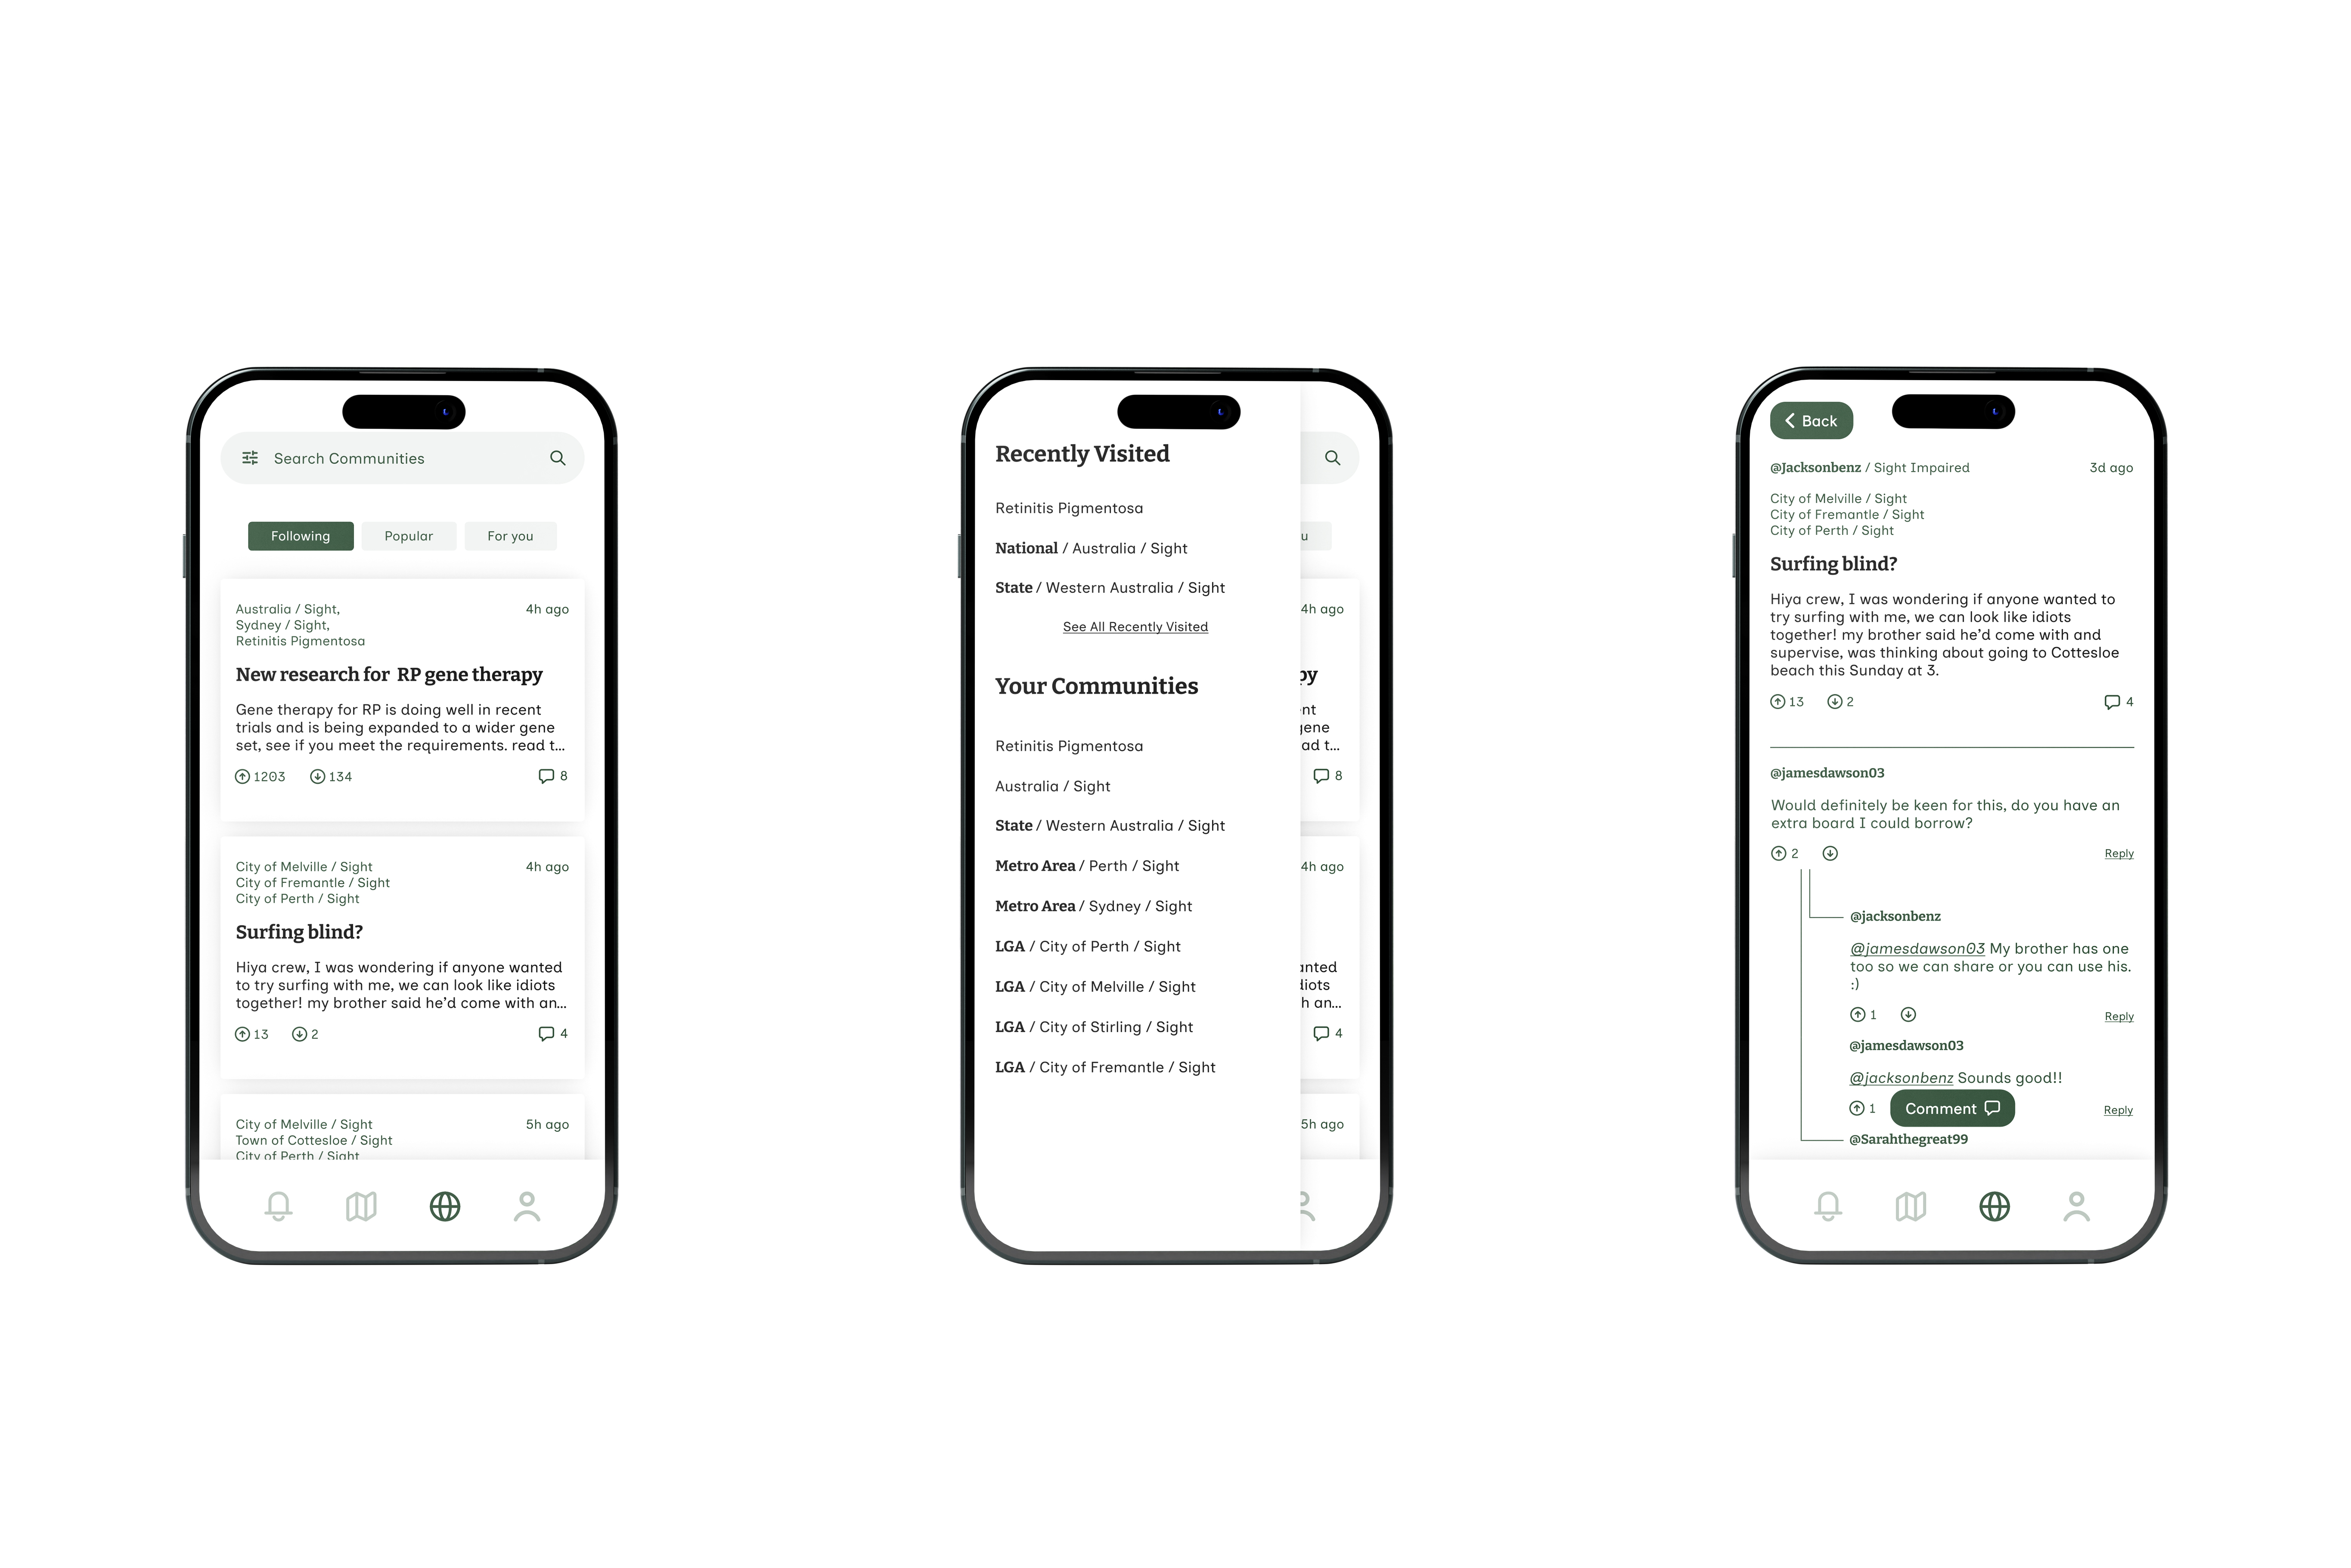 Search Communities
Following
Popular
For you
Australia / Sight,
4h ago
Sydney / Sight,
Retinitis Pigmentosa
New research for  RP gene therapy
Gene therapy for RP is doing well in recent
trials and is being expanded to a wider gene
set, see if you meet the requirements. read t...
1203
134
8
City of Melville / Sight
4h ago
City of Fremantle / Sight
City of Perth / Sight
Surfing blind?
Hiya crew, I was wondering if anyone wanted
to try surfing with me, we can look like idiots
together! my brother said he’d come with an...
13
2
4
City of Melville / Sight
5h ago
Town of Cottesloe / Sight
City of Perth / Sight
Recently Visited
Retinitis Pigmentosa
National / Australia / Sight
State / Western Australia / Sight
See All Recently Visited
Your Communities
Retinitis Pigmentosa
Australia / Sight
State / Western Australia / Sight
Metro Area / Perth / Sight
Metro Area / Sydney / Sight
LGA / City of Perth / Sight
LGA / City of Melville / Sight
LGA / City of Stirling / Sight
LGA / City of Fremantle / Sight
u
4h ago
py
nt
gene
ad t...
8
4h ago
anted
diots
h an...
4
5h ago
Back
@Jacksonbenz / Sight Impaired
3d ago
City of Melville / Sight
City of Fremantle / Sight
City of Perth / Sight
Surfing blind?
Hiya crew, I was wondering if anyone wanted to
try surfing with me, we can look like idiots
together! my brother said he’d come with and
supervise, was thinking about going to Cottesloe
beach this Sunday at 3.
13
2
4
@jamesdawson03
Would definitely be keen for this, do you have an
extra board I could borrow?
2
Reply
@jacksonbenz
@jamesdawson03 My brother has one
too so we can share or you can use his.
:)
1
Reply
@jamesdawson03
@jacksonbenz Sounds good!!
1
Comment
Reply
@Sarahthegreat99